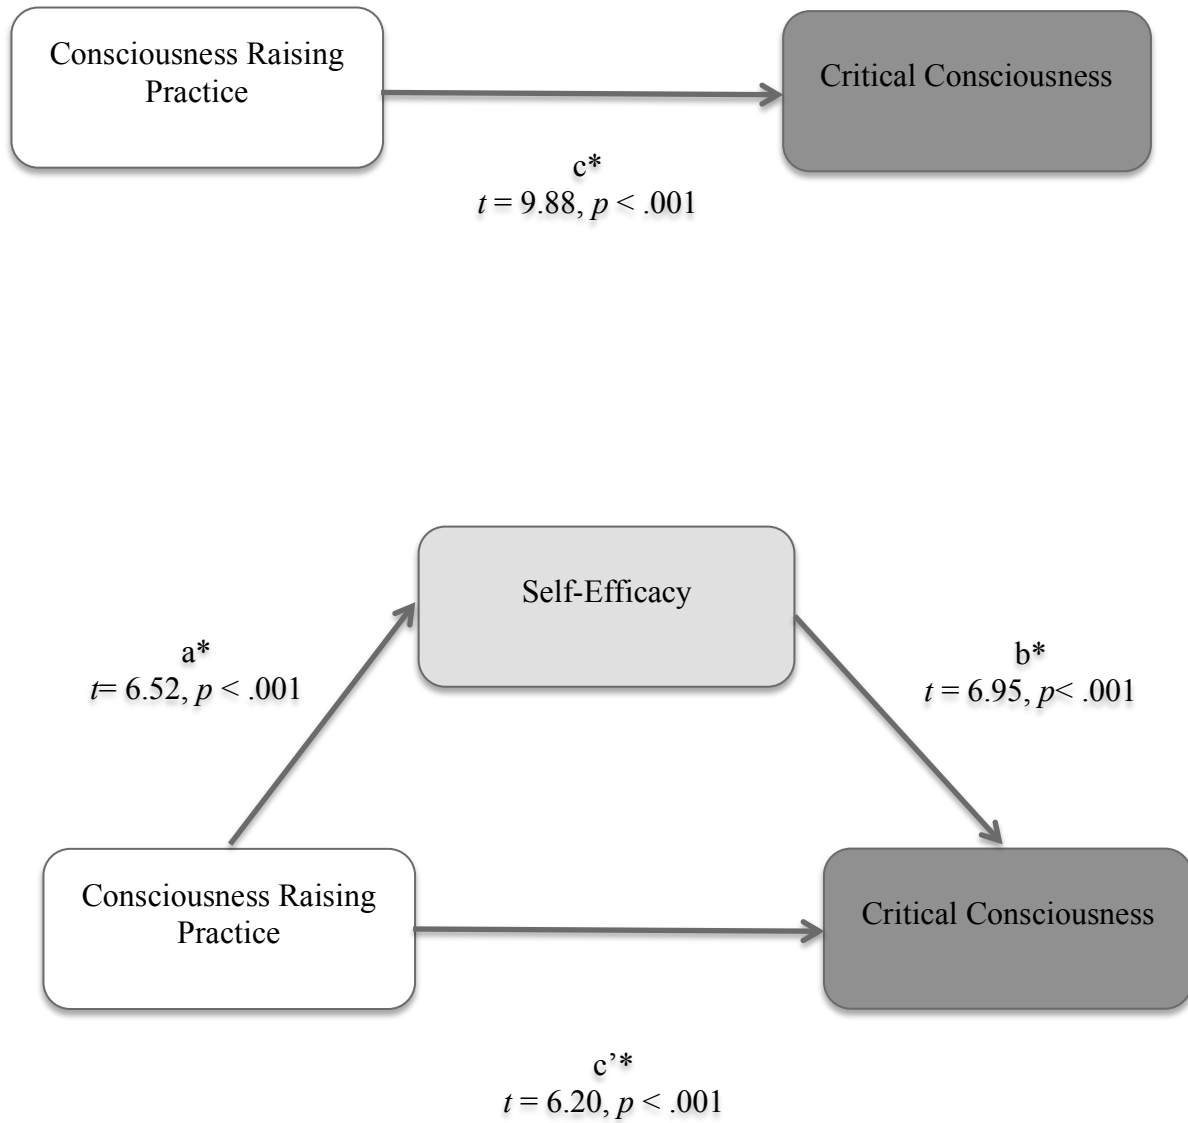 Consciousness Raising
Practice
Critical Consciousness
c*
t = 9.88, p < .001
Self-Efficacy
a*
t= 6.52, p < .001
b*
t = 6.95, p< .001
Consciousness Raising
Practice
Critical Consciousness
c’*
t = 6.20, p < .001